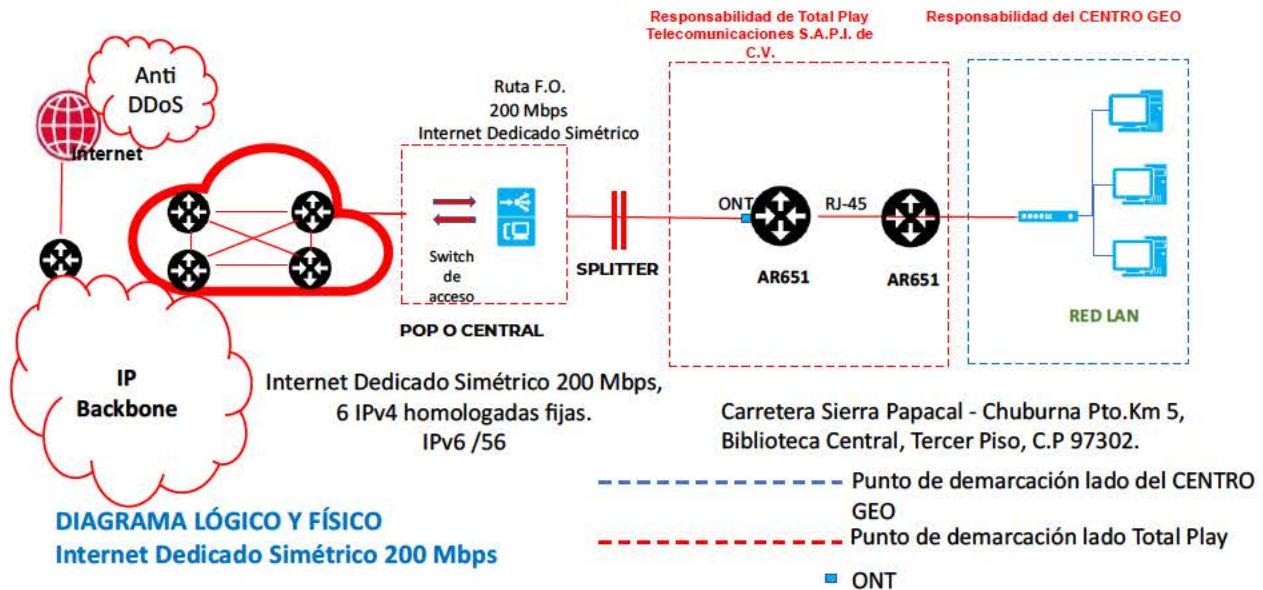 Responsabilidad de Total Play
Telecomunicaciones S.A.P.I. de
C.V.
Responsabilidad del CENTRO GEO
Anti
DDoS
Internet
Ruta F.O.
200 Mbps
Internet Dedicado Simétrico
Switch
de
acceso
POP O CENTRAL
SPLITTER
ONT
RJ-45
AR651
AR651
RED LAN
IP
Backbone
Internet Dedicado Simétrico 200 Mbps,
6 IPv4 homologadas fijas.
IPv6 /56
Carretera Sierra Papacal - Chuburna Pto.Km 5,
Biblioteca Central, Tercer Piso, C.P 97302.
Punto de demarcación lado del CENTRO
GEO
Punto de demarcación lado Total Play
ONT
DIAGRAMA LÓGICO Y FÍSICO
Internet Dedicado Simétrico 200 Mbps